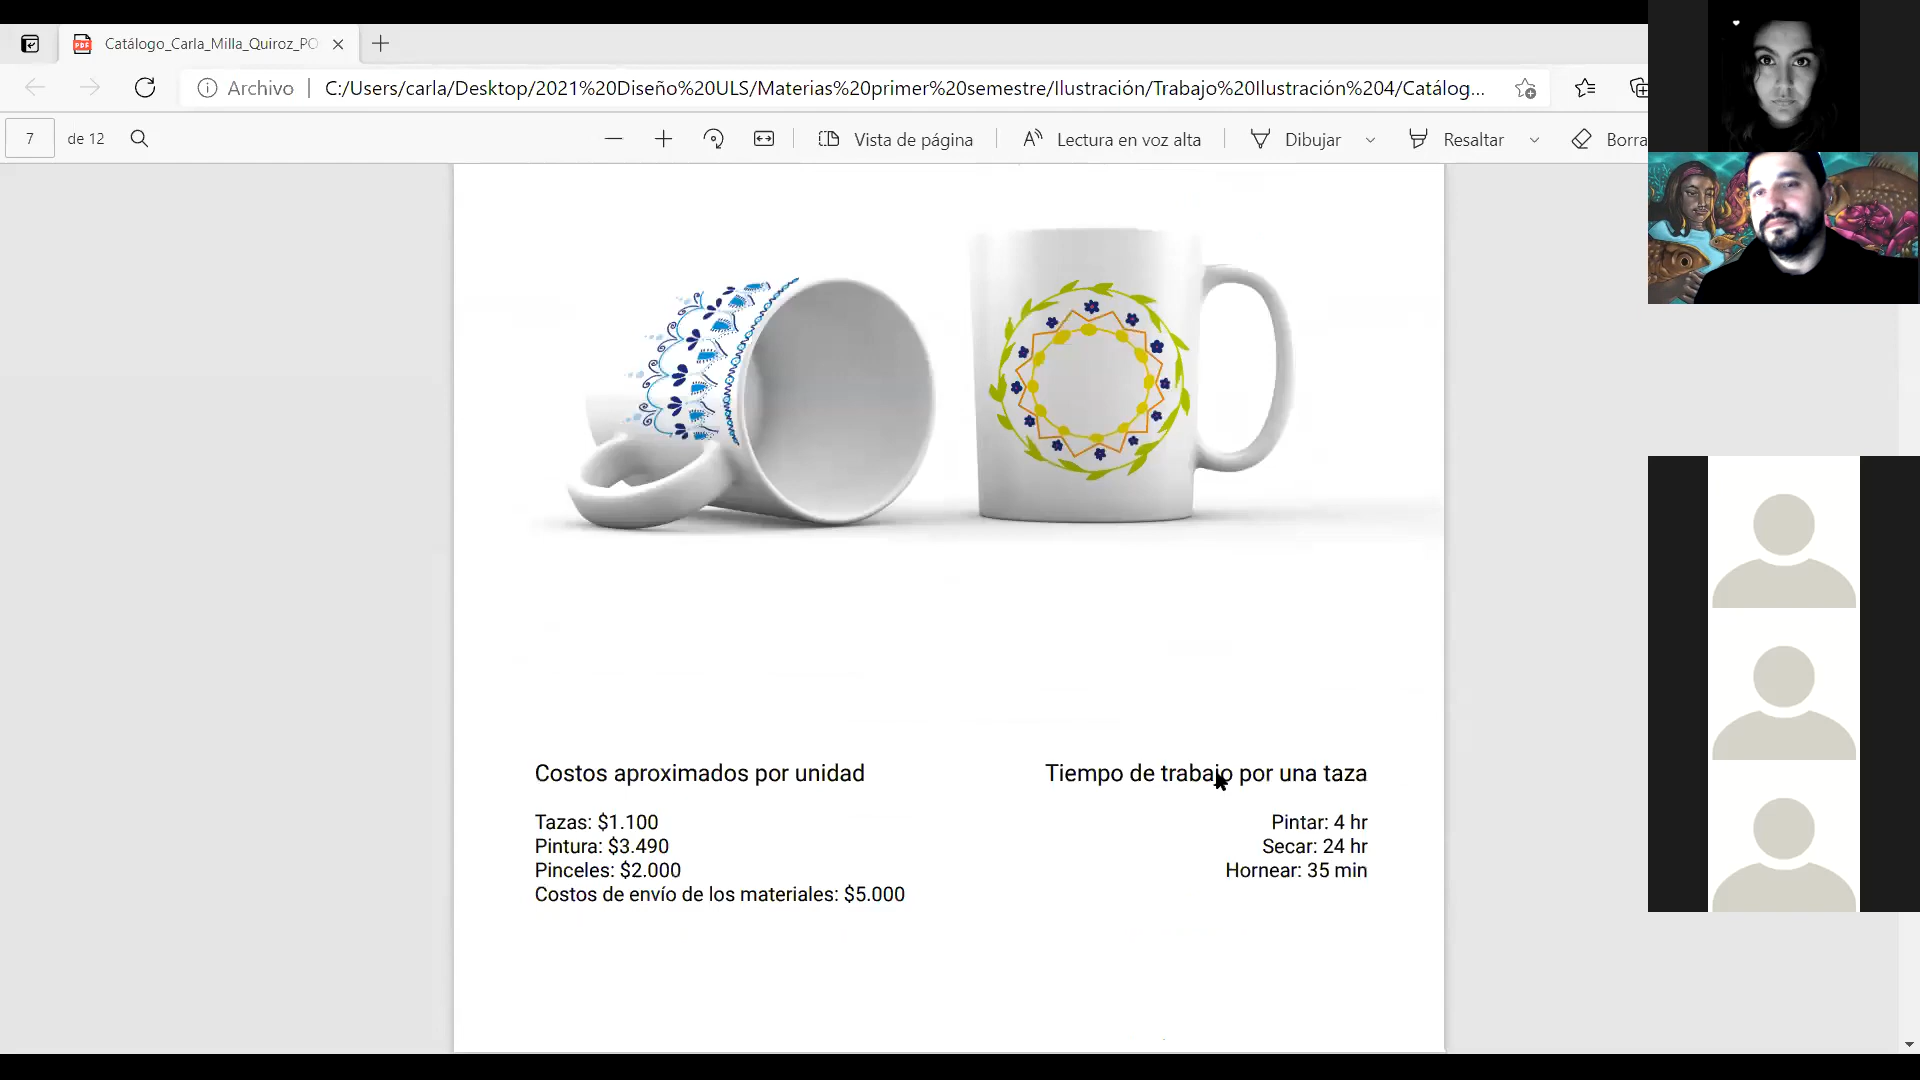 Catálogo_Carla_Milla_Quiroz_PO
Archivo
C:/Users/carla/Desktop/2021%20Diseño%20ULS/Materias%20primer%20semestre/Ilustración/Trabajo%20Ilustración%204/Catálog...
7 de 12
Vista de página
Lectura en voz alta
Dibujar
Resaltar
Borra
Costos aproximados por unidad
Tazas: $1.100
Pintura: $3.490
Pinceles: $2.000
Costos de envío de los materiales: $5.000
Tiempo de trabajo por una taza
Pintar: 4 hr
Secar: 24 hr
Hornear: 35 min